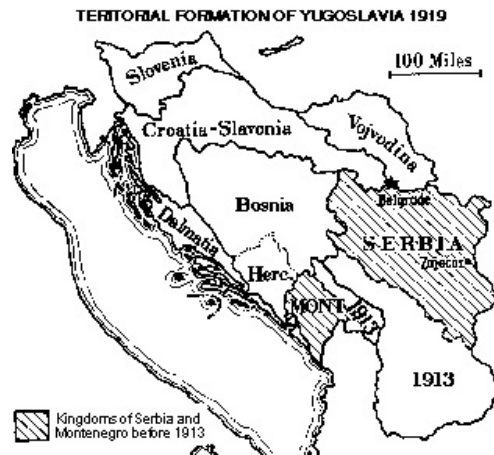 TERITORIAL FORMATION OF YUGOSLAVIA 1919
Slovenia
100 Miles
Croatia-Slavonia
Vojvodina
Belgrade
Dalmatia
Bosnia
SERBIA
Zajecar
Herc.
MONT.
1913
1913
Kingdoms of Serbia and
Montenegro before 1913